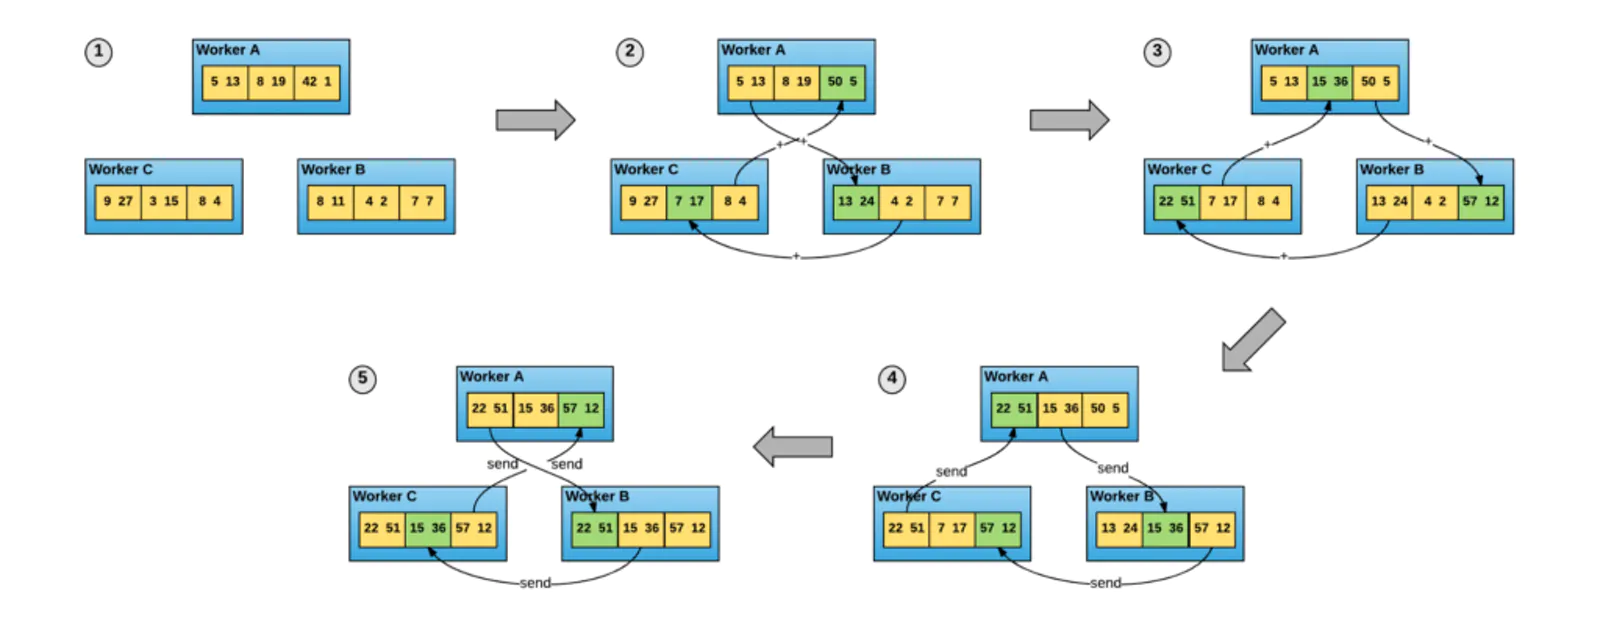 1
Worker A
5 13 8 19 42 1
Worker C
9 27 3 15 8 4
Worker B
8 11 4 2 7 7
2
Worker A
5 13 8 19 50 5
+ +
Worker C
9 27 7 17 8 4
Worker B
13 24 4 2 7 7
+
3
Worker A
5 13 15 36 50 5
+ +
Worker C
22 51 7 17 8 4
Worker B
13 24 4 2 57 12
+
4
Worker A
22 51 15 36 50 5
send send
Worker C
22 51 7 17 57 12
Worker B
13 24 15 36 57 12
send
5
Worker A
22 51 15 36 57 12
send send
Worker C
22 51 15 36 57 12
Worker B
22 51 15 36 57 12
send